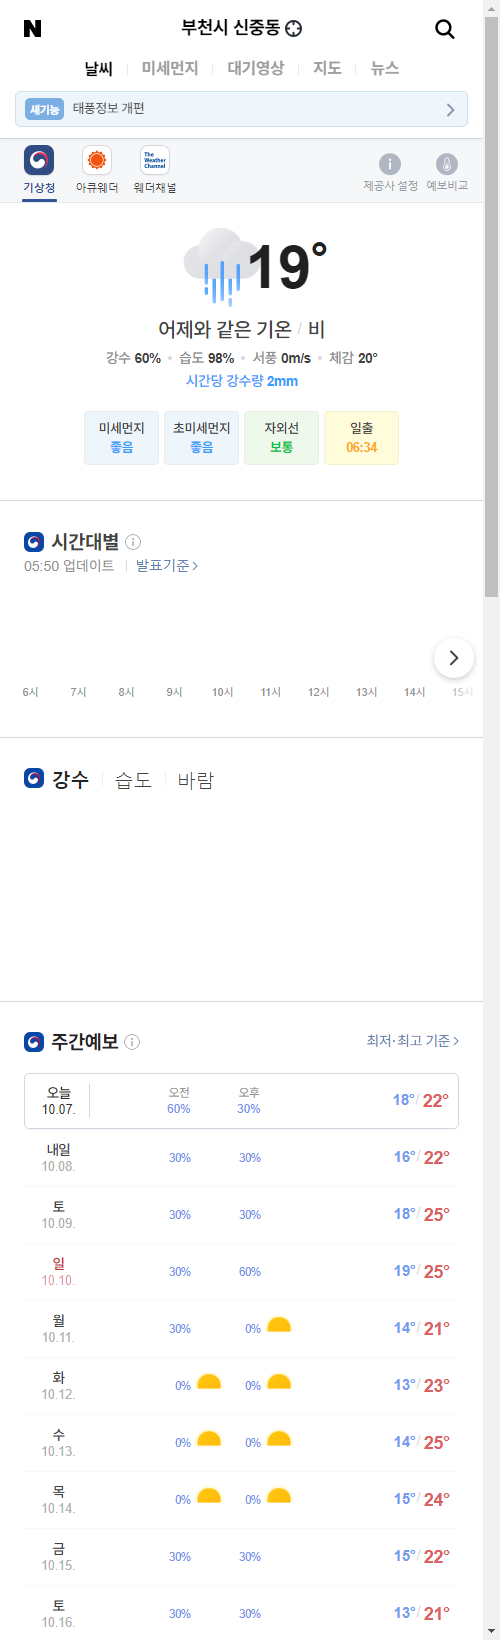 N
부천시 신중동
날씨 미세먼지 대기영상 지도 뉴스
새기능 태풍정보 개편
The Weather Channel
기상청 아큐웨더 웨더채널 제공사 설정 예보비교
19°
어제와 같은 기온 / 비
강수 60% 습도 98% 서풍 0m/s 체감 20°
시간당 강수량 2mm
미세먼지 초미세먼지 자외선 일출
좋음 좋음 보통 06:34
시간대별
05:50 업데이트 발표기준
6시 7시 8시 9시 10시 11시 12시 13시 14시 15시
강수 습도 바람
주간예보 최저·최고 기준
오늘 오전 오후
10.07. 60% 30% 18°/ 22°
내일
10.08. 30% 30% 16°/ 22°
토
10.09. 30% 30% 18°/ 25°
일
10.10. 30% 60% 19°/ 25°
월
10.11. 30% 0% 14°/ 21°
화
10.12. 0% 0% 13°/ 23°
수
10.13. 0% 0% 14°/ 25°
목
10.14. 0% 0% 15°/ 24°
금
10.15. 30% 30% 15°/ 22°
토
10.16. 30% 30% 13°/ 21°